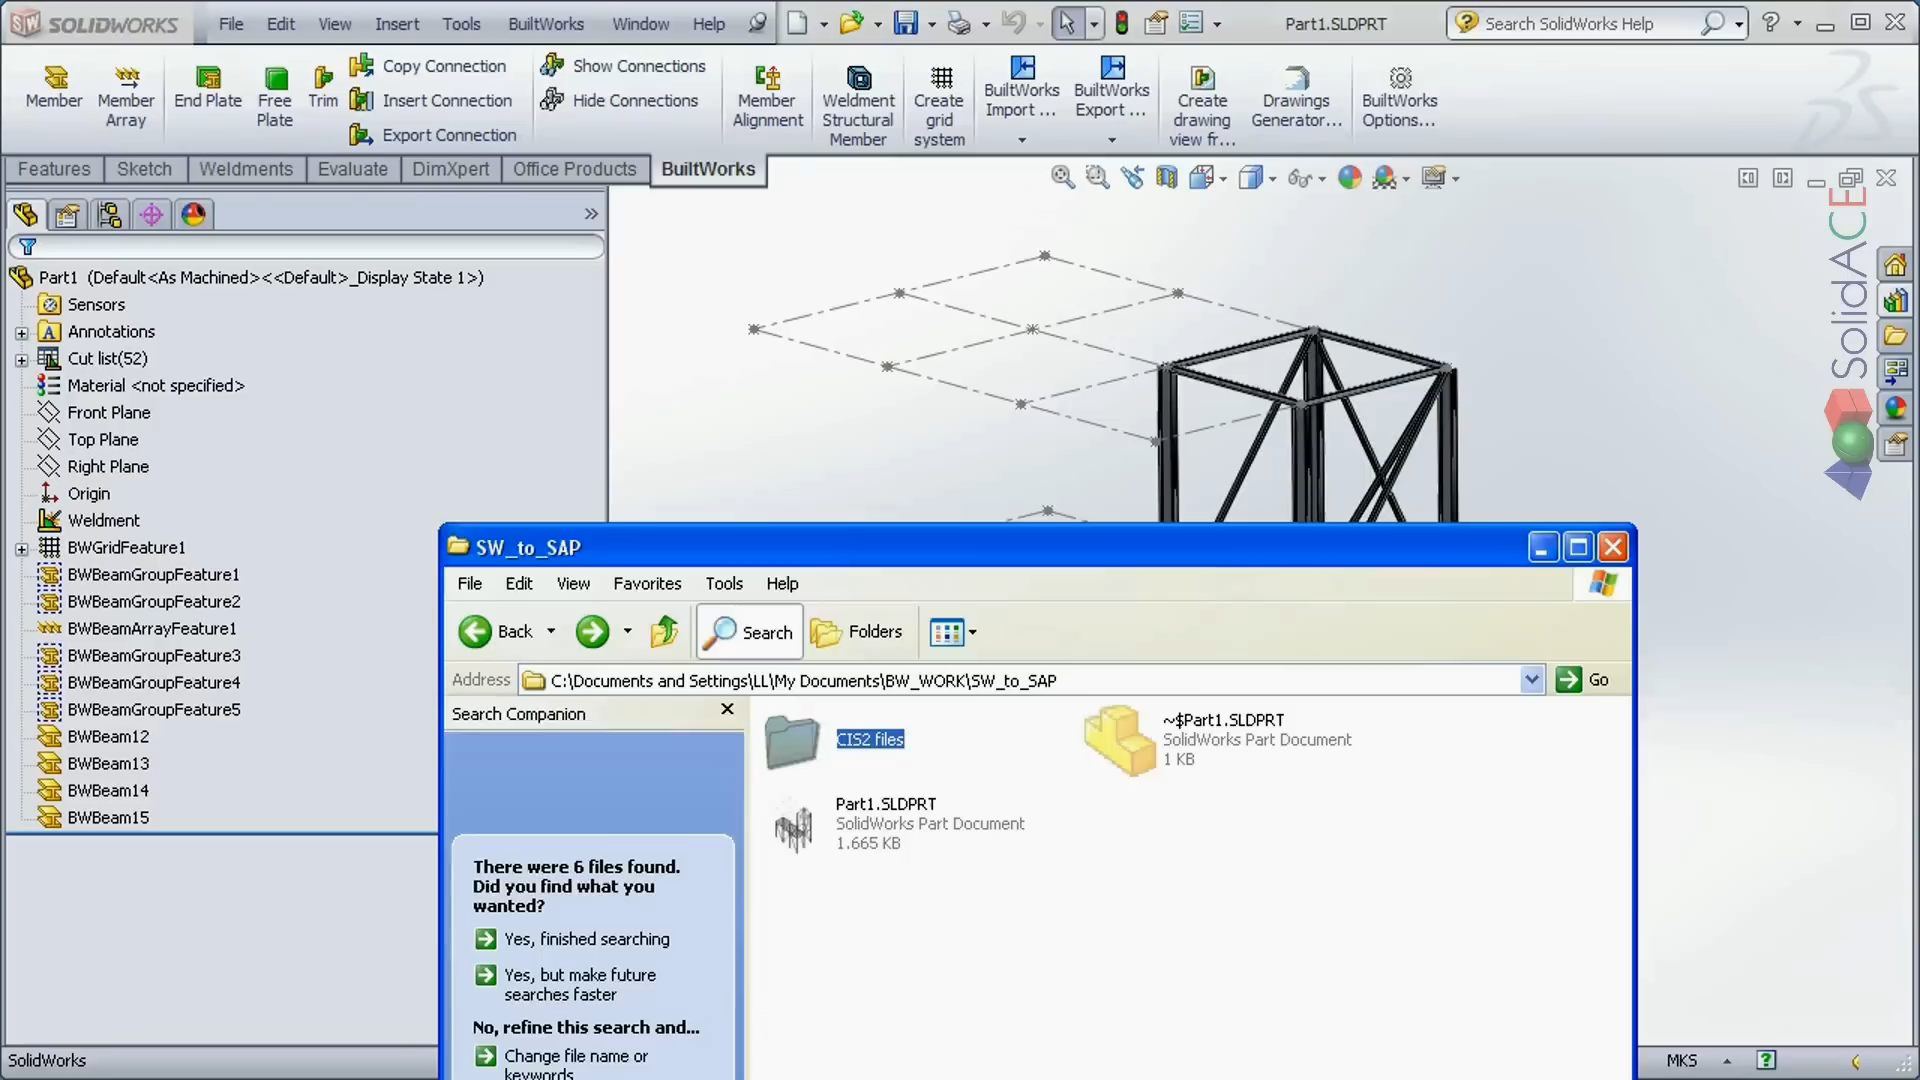 SOLIDWORKS
File Edit View Insert Tools BuiltWorks Window Help
Part1.SLDPRT
Search SolidWorks Help
Member
Member Array
End Plate
Free Plate
Trim
Copy Connection
Insert Connection
Export Connection
Show Connections
Hide Connections
Member Alignment
Weldment Structural Member
Create grid system
BuiltWorks Import ...
BuiltWorks Export ...
Create drawing view fr...
Drawings Generator...
BuiltWorks Options...
Features Sketch Weldments Evaluate DimXpert Office Products BuiltWorks
SolidACE
Part1 (Default<As Machined><<Default>_Display State 1>)
Sensors
Annotations
Cut list(52)
Material <not specified>
Front Plane
Top Plane
Right Plane
Origin
Weldment
BWGridFeature1
BWBeamGroupFeature1
BWBeamGroupFeature2
BWBeamArrayFeature1
BWBeamGroupFeature3
BWBeamGroupFeature4
BWBeamGroupFeature5
BWBeam12
BWBeam13
BWBeam14
BWBeam15
SW_to_SAP
File Edit View Favorites Tools Help
Back Search Folders
Address C:\Documents and Settings\LL\My Documents\BW_WORK\SW_to_SAP Go
Search Companion
CIS2 files
~$Part1.SLDPRT
SolidWorks Part Document
1 KB
Part1.SLDPRT
SolidWorks Part Document
1.665 KB
There were 6 files found.
Did you find what you
wanted?
Yes, finished searching
Yes, but make future
searches faster
No, refine this search and...
Change file name or
keywords
SolidWorks
MKS